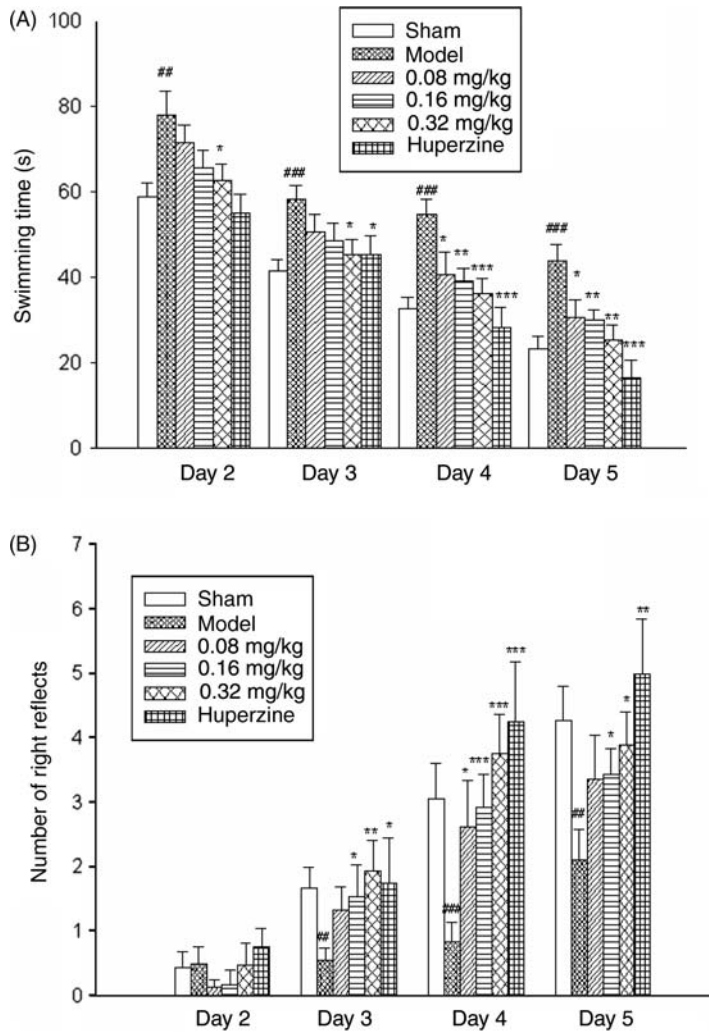 (A)
100
80
60
40
20
0
Swimming time (s)
Sham
Model
0.08 mg/kg
0.16 mg/kg
0.32 mg/kg
Huperzine
##
*
###
*
*
###
*
**
***
***
###
*
**
**
***
Day 2
Day 3
Day 4
Day 5
(B)
7
6
5
4
3
2
1
0
Number of right reflects
Sham
Model
0.08 mg/kg
0.16 mg/kg
0.32 mg/kg
Huperzine
##
*
**
*
###
*
***
***
***
##
*
*
**
Day 2
Day 3
Day 4
Day 5